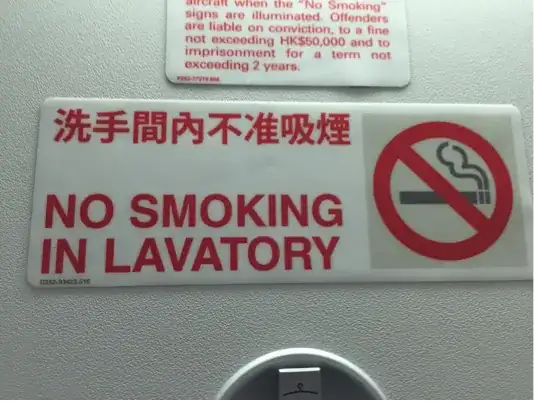 aircraft when the "No Smoking"
signs are illuminated. Offenders
are liable on conviction, to a fine
not exceeding HK$50,000 and to
imprisonment for a term not
exceeding 2 years.
洗手間內不准吸煙
NO SMOKING
IN LAVATORY